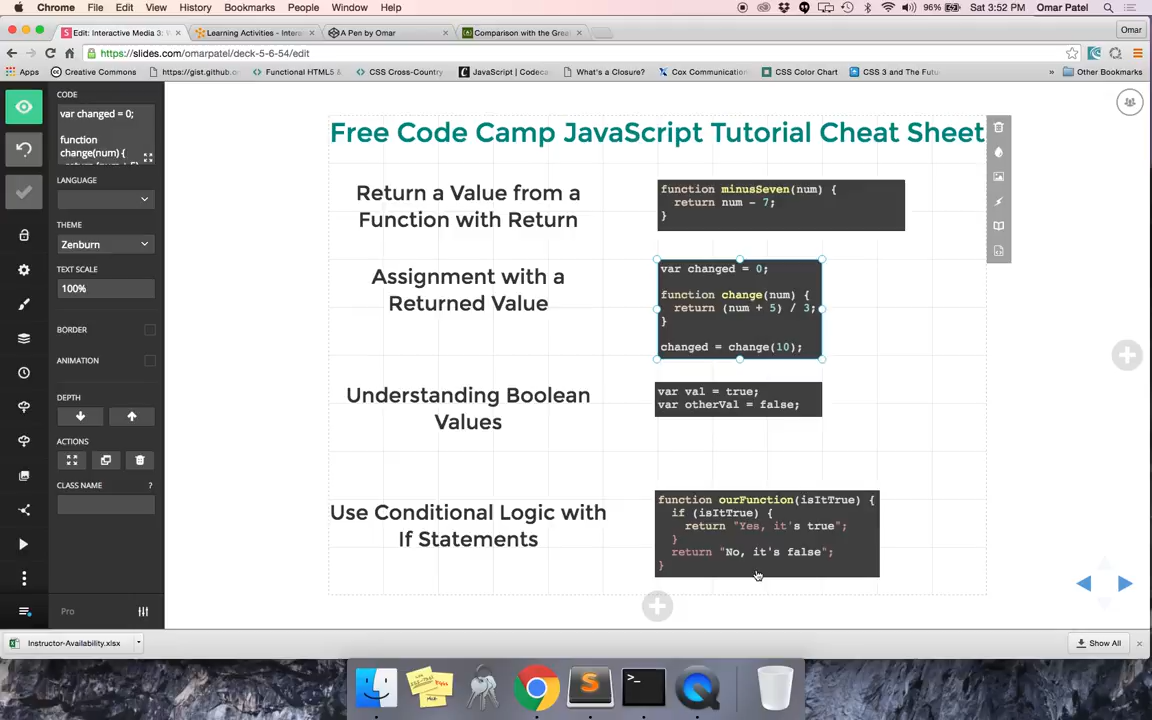 Chrome File Edit View History Bookmarks People Window Help 96% Sat 3:52 PM Omar Patel
Edit: Interactive Media 3: Learning Activities - Intera A Pen by Omar Comparison with the Grea Omar
https://slides.com/omarpatel/deck-5-6-54/edit
Apps Creative Commons https://gist.github.co Functional HTML5 & CSS Cross-Country JavaScript | Codeca What's a Closure? Cox Communication CSS Color Chart CSS 3 and The Futu » Other Bookmarks
CODE
var changed = 0;
function
change(num) {
LANGUAGE
THEME
Zenburn
TEXT SCALE
100%
BORDER
ANIMATION
DEPTH
ACTIONS
CLASS NAME ?
Pro
Free Code Camp JavaScript Tutorial Cheat Sheet
Return a Value from a
Function with Return
function minusSeven(num) {
return num - 7;
}
Assignment with a
Returned Value
var changed = 0;
function change(num) {
return (num + 5) / 3;
}
changed = change(10);
Understanding Boolean
Values
var val = true;
var otherVal = false;
Use Conditional Logic with
If Statements
function ourFunction(isItTrue) {
if (isItTrue) {
return "Yes, it's true";
}
return "No, it's false";
}
Instructor-Availability.xlsx Show All